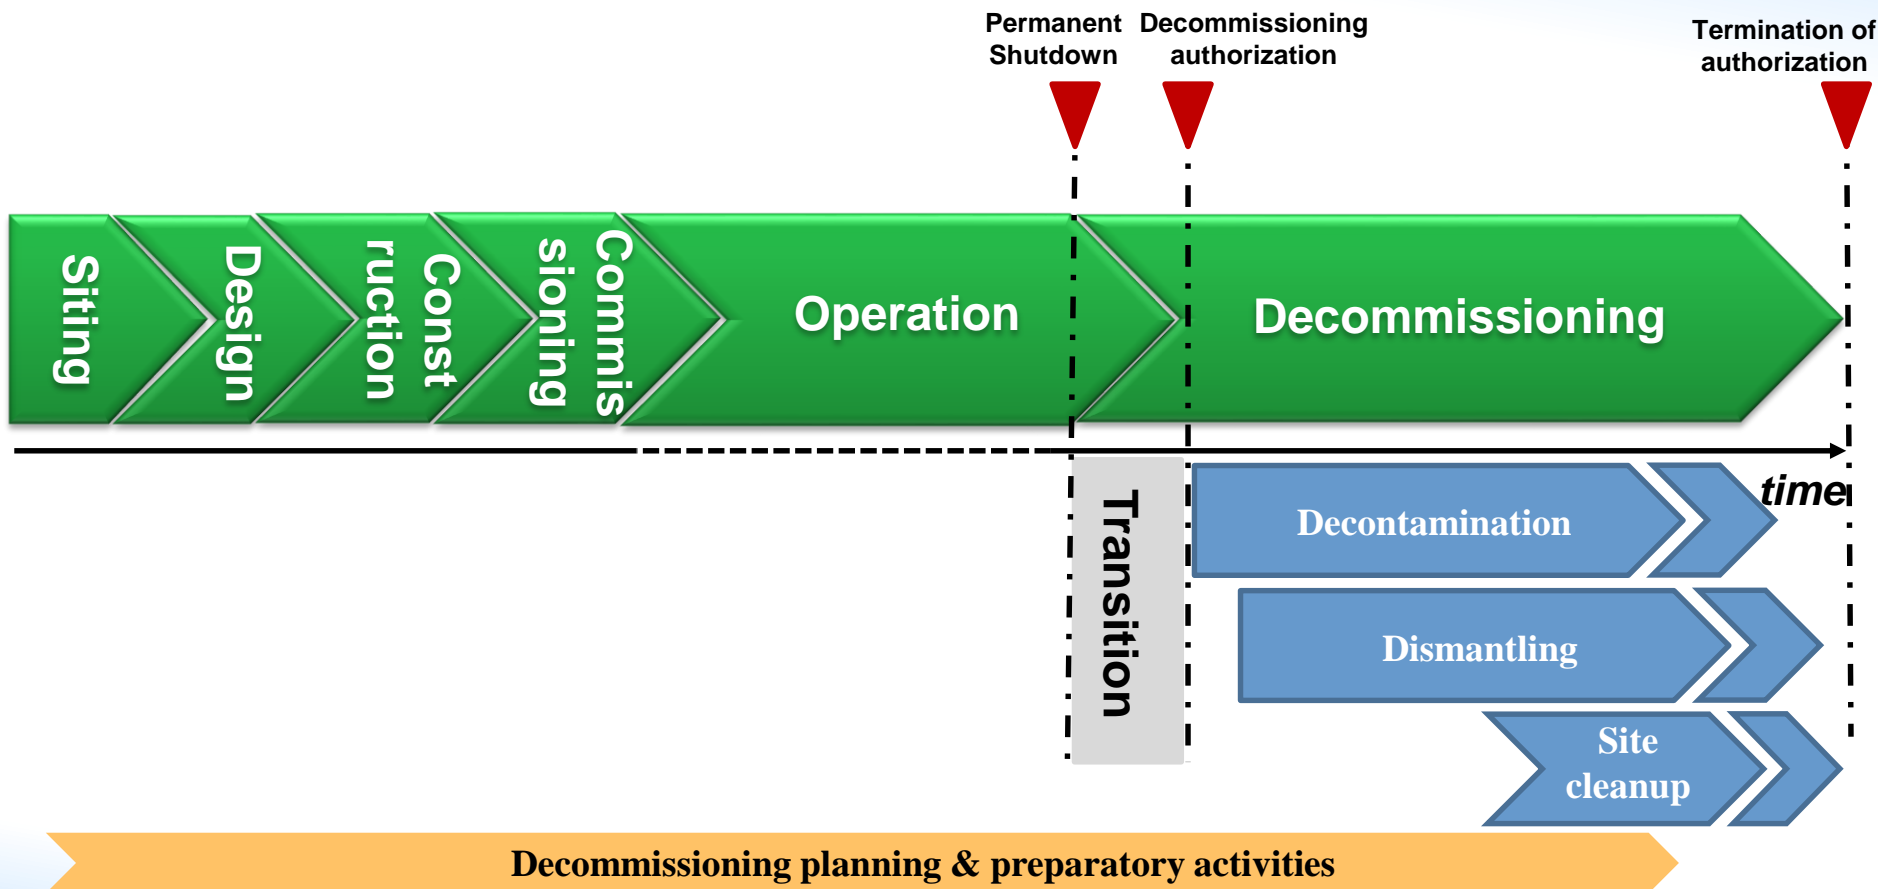 Permanent
Shutdown
Decommissioning
authorization
Termination of
authorization
Siting
Design
Const
ruction
Commis
sioning
Operation
Decommissioning
time
Transition
Decontamination
Dismantling
Site
cleanup
Decommissioning planning & preparatory activities